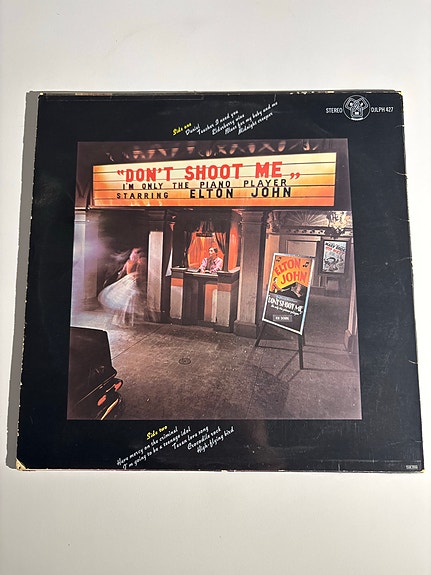 Side one
Daniel
Teacher I need you
Elderberry wine
Blues for my baby and me
Midnight creeper
STEREO
DJLPH 427
"DON'T SHOOT ME"
I'M ONLY THE PIANO PLAYER
STARRING ELTON JOHN
ELTON
JOHN
DON'T SHOOT ME
Side two
Have mercy on the criminal
I'm going to be a teenage idol
Texan love song
Crocodile rock
High-flying bird